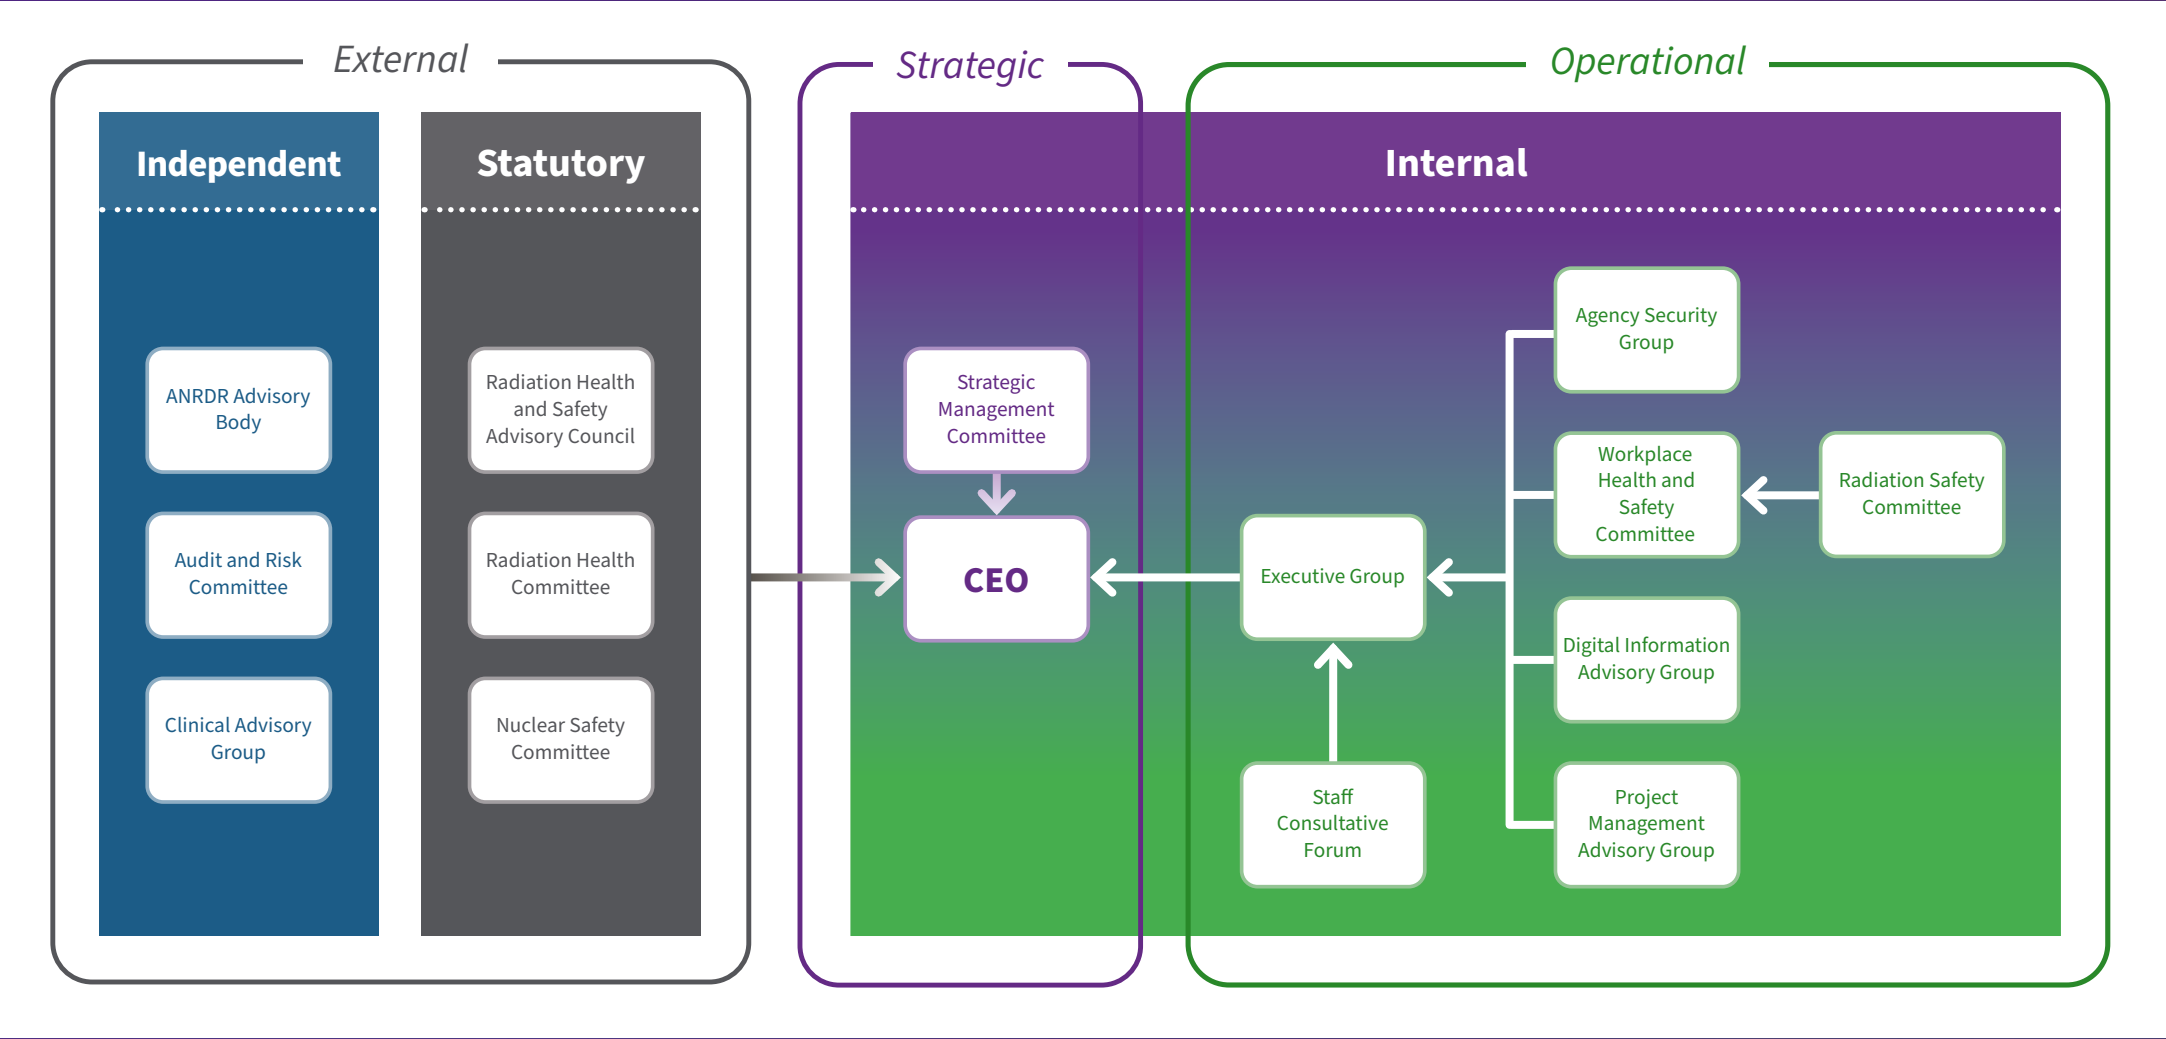 External
Strategic
Operational
Independent
Statutory
Internal
ANRDR Advisory
Body
Audit and Risk
Committee
Clinical Advisory
Group
Radiation Health
and Safety
Advisory Council
Radiation Health
Committee
Nuclear Safety
Committee
Strategic
Management
Committee
CEO
Executive Group
Staff
Consultative
Forum
Agency Security
Group
Workplace
Health and
Safety
Committee
Digital Information
Advisory Group
Project
Management
Advisory Group
Radiation Safety
Committee